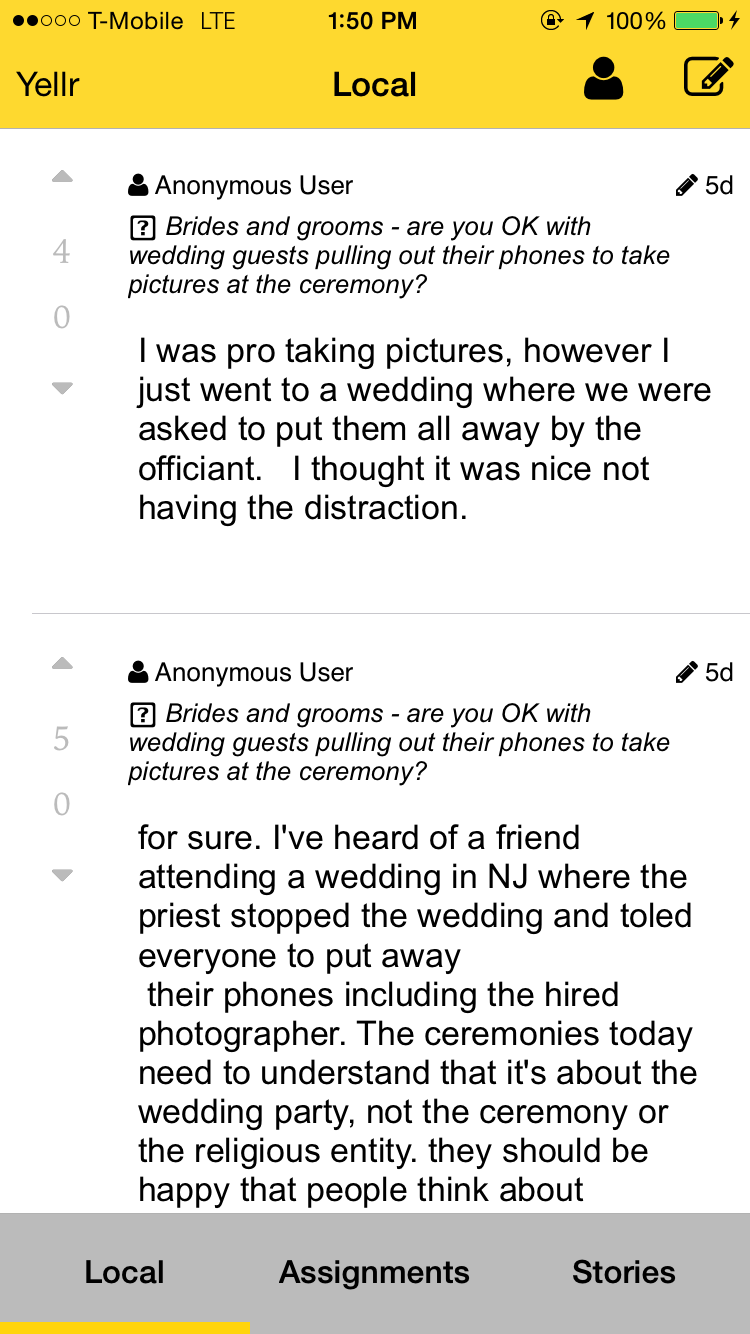 T-Mobile LTE 1:50 PM 100%
Yellr Local
Anonymous User 5d
4
0
Brides and grooms - are you OK with
wedding guests pulling out their phones to take
pictures at the ceremony?
I was pro taking pictures, however I
just went to a wedding where we were
asked to put them all away by the
officiant.   I thought it was nice not
having the distraction.
Anonymous User 5d
5
0
Brides and grooms - are you OK with
wedding guests pulling out their phones to take
pictures at the ceremony?
for sure. I've heard of a friend
attending a wedding in NJ where the
priest stopped the wedding and toled
everyone to put away
their phones including the hired
photographer. The ceremonies today
need to understand that it's about the
wedding party, not the ceremony or
the religious entity. they should be
happy that people think about
Local Assignments Stories